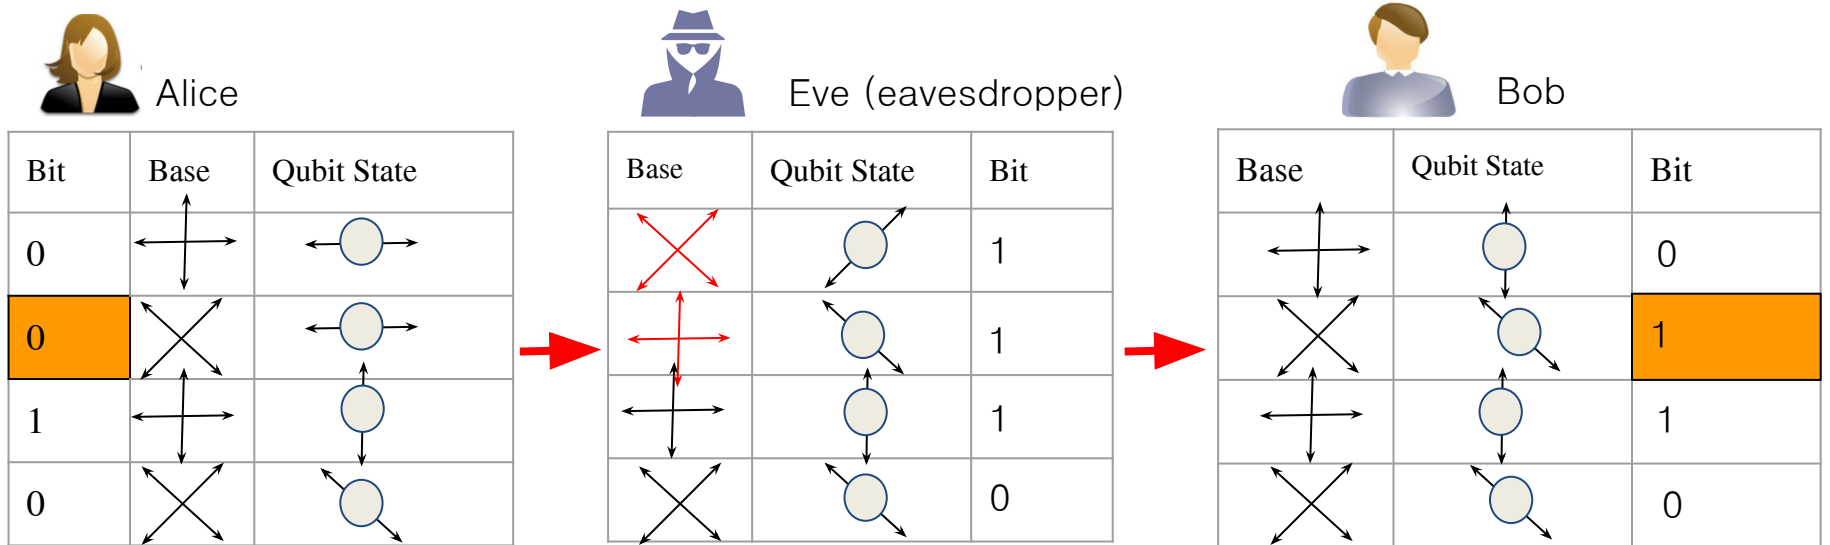 Alice
Eve (eavesdropper)
Bob
Bit Base Qubit State
0
0
1
0
Base Qubit State Bit
1
1
1
0
Base Qubit State Bit
0
1
1
0